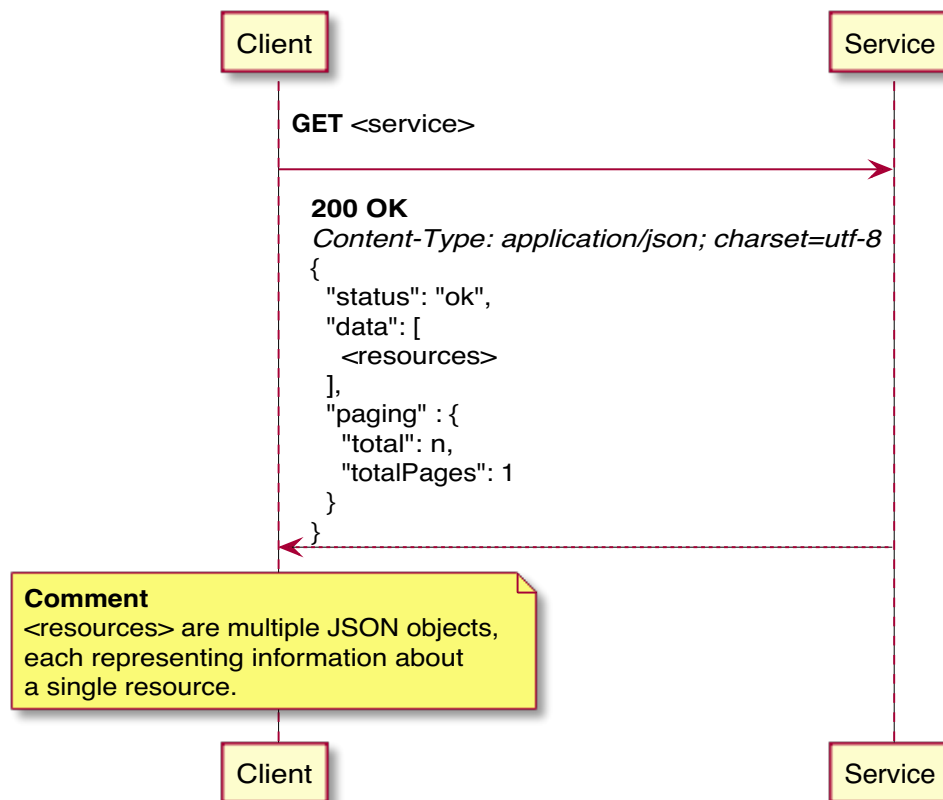 Client
Service
GET <service>
200 OK
Content-Type: application/json; charset=utf-8
{
"status": "ok",
"data": [
<resources>
],
"paging" : {
"total": n,
"totalPages": 1
}
}
Comment
<resources> are multiple JSON objects,
each representing information about
a single resource.
Client
Service